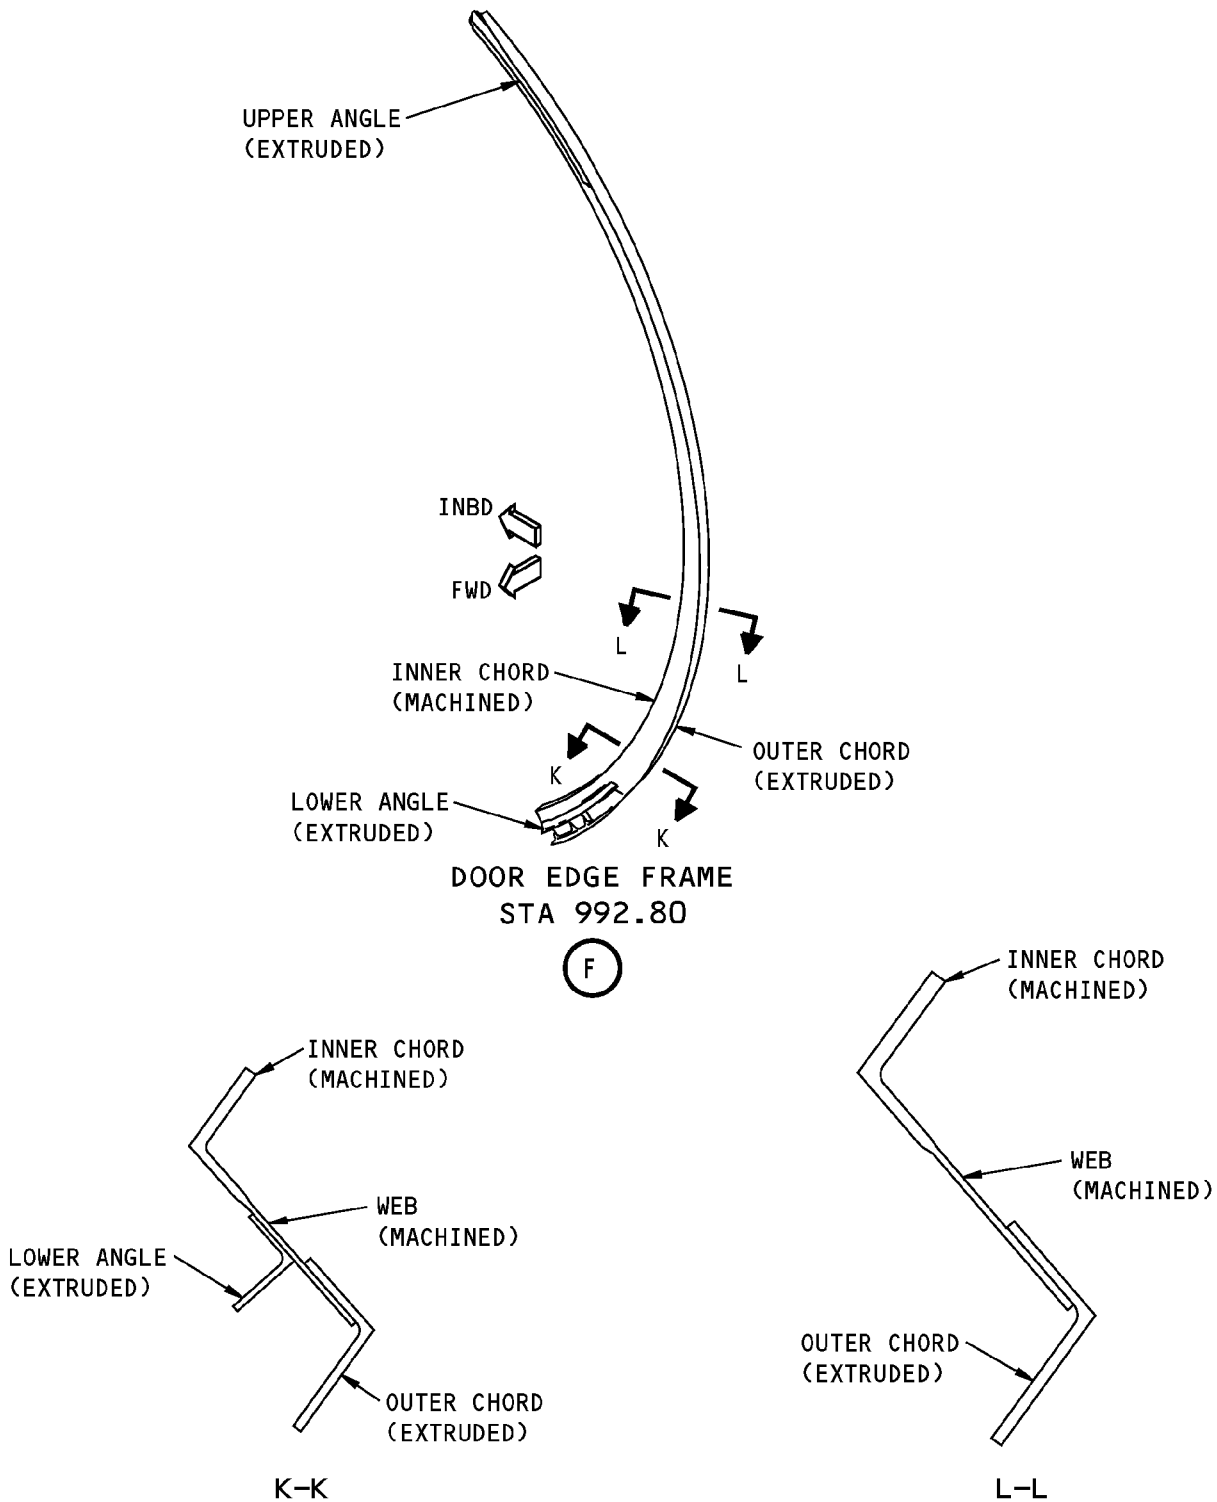 UPPER ANGLE
(EXTRUDED)
INBD
FWD
L
L
INNER CHORD
(MACHINED)
OUTER CHORD
(EXTRUDED)
K
LOWER ANGLE
(EXTRUDED)
K
DOOR EDGE FRAME
STA 992.80
F
INNER CHORD
(MACHINED)
WEB
(MACHINED)
LOWER ANGLE
(EXTRUDED)
OUTER CHORD
(EXTRUDED)
K-K
INNER CHORD
(MACHINED)
WEB
(MACHINED)
OUTER CHORD
(EXTRUDED)
L-L